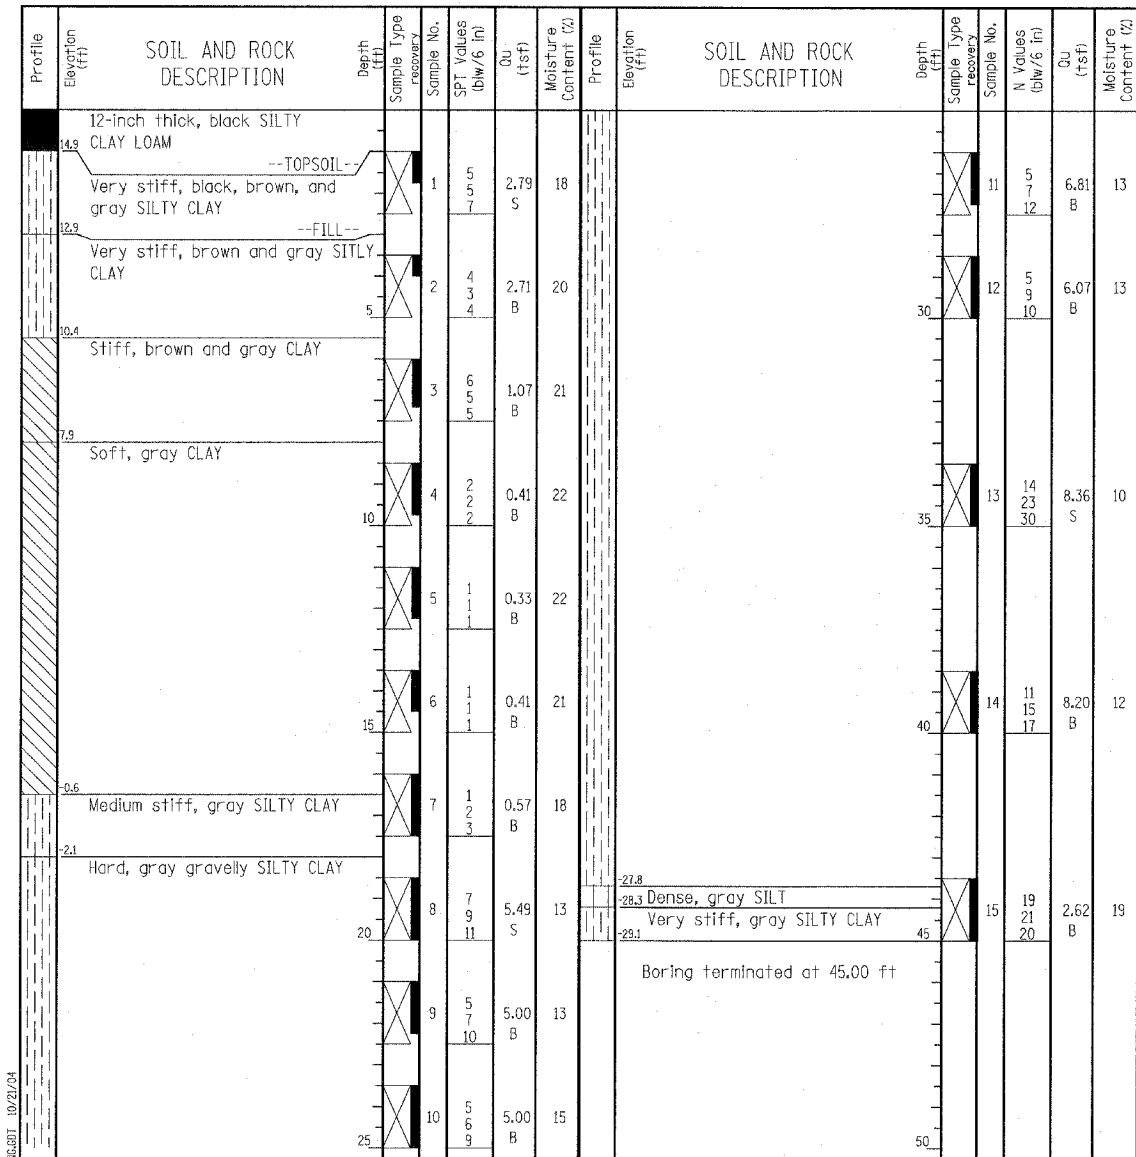 Profile
Elevation
(ft)
SOIL AND ROCK
DESCRIPTION
Depth
(ft)
Sample Type
recovery
Sample No.
SPT Values
(blw/6 in)
Qu
(tsf)
Moisture
Content (%)
Profile
Elevation
(ft)
SOIL AND ROCK
DESCRIPTION
Depth
(ft)
Sample Type
recovery
Sample No.
N Values
(blw/6 in)
Qu
(tsf)
Moisture
Content (%)
12-inch thick, black SILTY
14.9 CLAY LOAM
--TOPSOIL--
Very stiff, black, brown, and
gray SILTY CLAY
12.9 --FILL--
Very stiff, brown and gray SITLY
CLAY
5
10.4
Stiff, brown and gray CLAY
7.9
Soft, gray CLAY
10
15
-0.6
Medium stiff, gray SILTY CLAY
-2.1
Hard, gray gravelly SILTY CLAY
20
25
1 5 2.79 18
5 S
7
2 4 2.71 20
3 B
4
3 6 1.07 21
5 B
5
4 2 0.41 22
2 B
2
5 1 0.33 22
1 B
1
6 1 0.41 21
1 B
1
7 1 0.57 18
2 B
3
8 7 5.49 13
9 S
11
9 5 5.00 13
7 B
10
10 5 5.00 15
6 B
9
30
35
40
-27.8
-28.3 Dense, gray SILT
Very stiff, gray SILTY CLAY
-29.1 45
Boring terminated at 45.00 ft
50
11 5 6.81 13
7 B
12
12 5 6.07 13
9 B
10
13 14 8.36 10
23 S
30
14 11 8.20 12
15 B
17
15 19 2.62 19
21 B
20
10/21/04